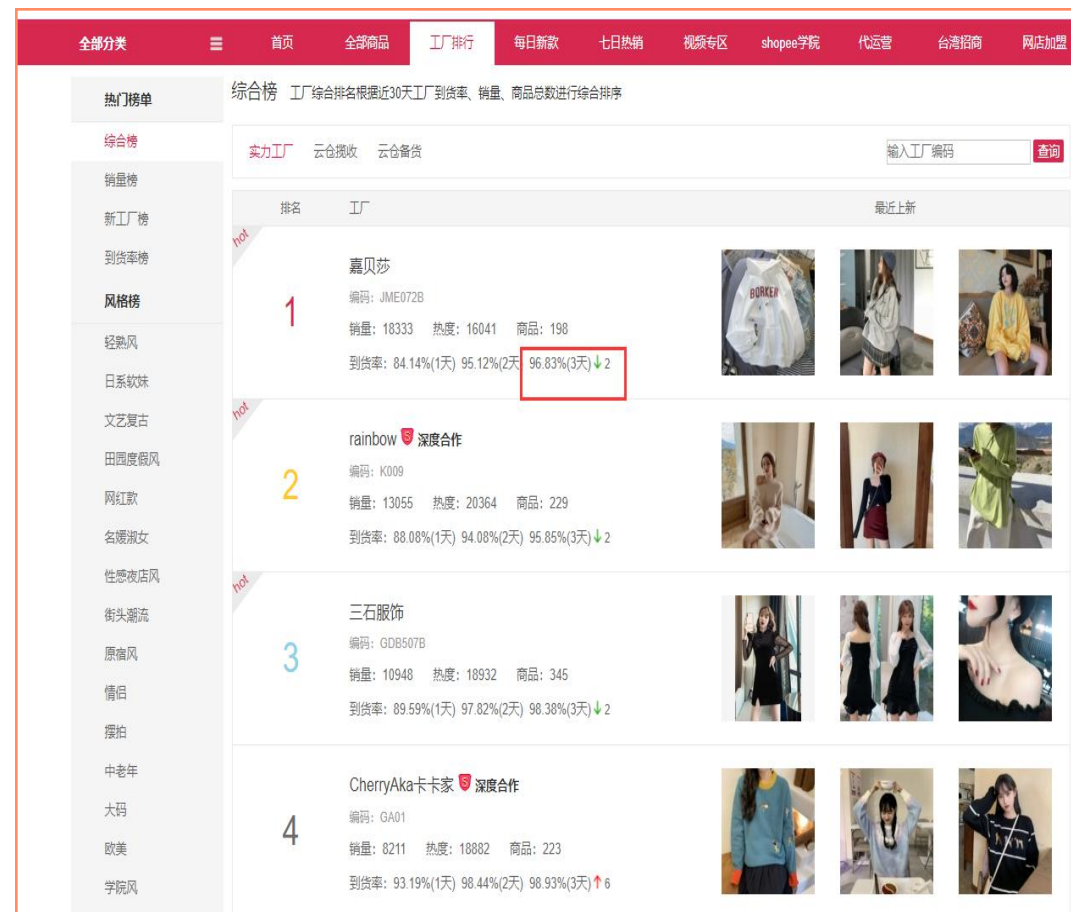 全部分类 首页 全部商品 工厂排行 每日新款 七日热销 视频专区 shopee学院 代运营 台湾招商 网店加盟
热门榜单
综合榜
销量榜
新工厂榜
到货率榜
风格榜
轻熟风
日系软妹
文艺复古
田园度假风
网红款
名媛淑女
性感夜店风
街头潮流
原宿风
情侣
摆拍
中老年
大码
欧美
学院风
综合榜 工厂综合排名根据近30天工厂到货率、销量、商品总数进行综合排序
实力工厂 云仓揽收 云仓备货 输入工厂编码 查询
排名 工厂 最近上新
hot
1
嘉贝莎
编码: JME072B
销量: 18333 热度: 16041 商品: 198
到货率: 84.14%(1天) 95.12%(2天) 96.83%(3天)↓2
BORKEN
hot
2
rainbow S 深度合作
编码: K009
销量: 13055 热度: 20364 商品: 229
到货率: 88.08%(1天) 94.08%(2天) 95.85%(3天)↓2
hot
3
三石服饰
编码: GDB507B
销量: 10948 热度: 18932 商品: 345
到货率: 89.59%(1天) 97.82%(2天) 98.38%(3天)↓2
4
CherryAka卡卡家 S 深度合作
编码: GA01
销量: 8211 热度: 18882 商品: 223
到货率: 93.19%(1天) 98.44%(2天) 98.93%(3天)↑6